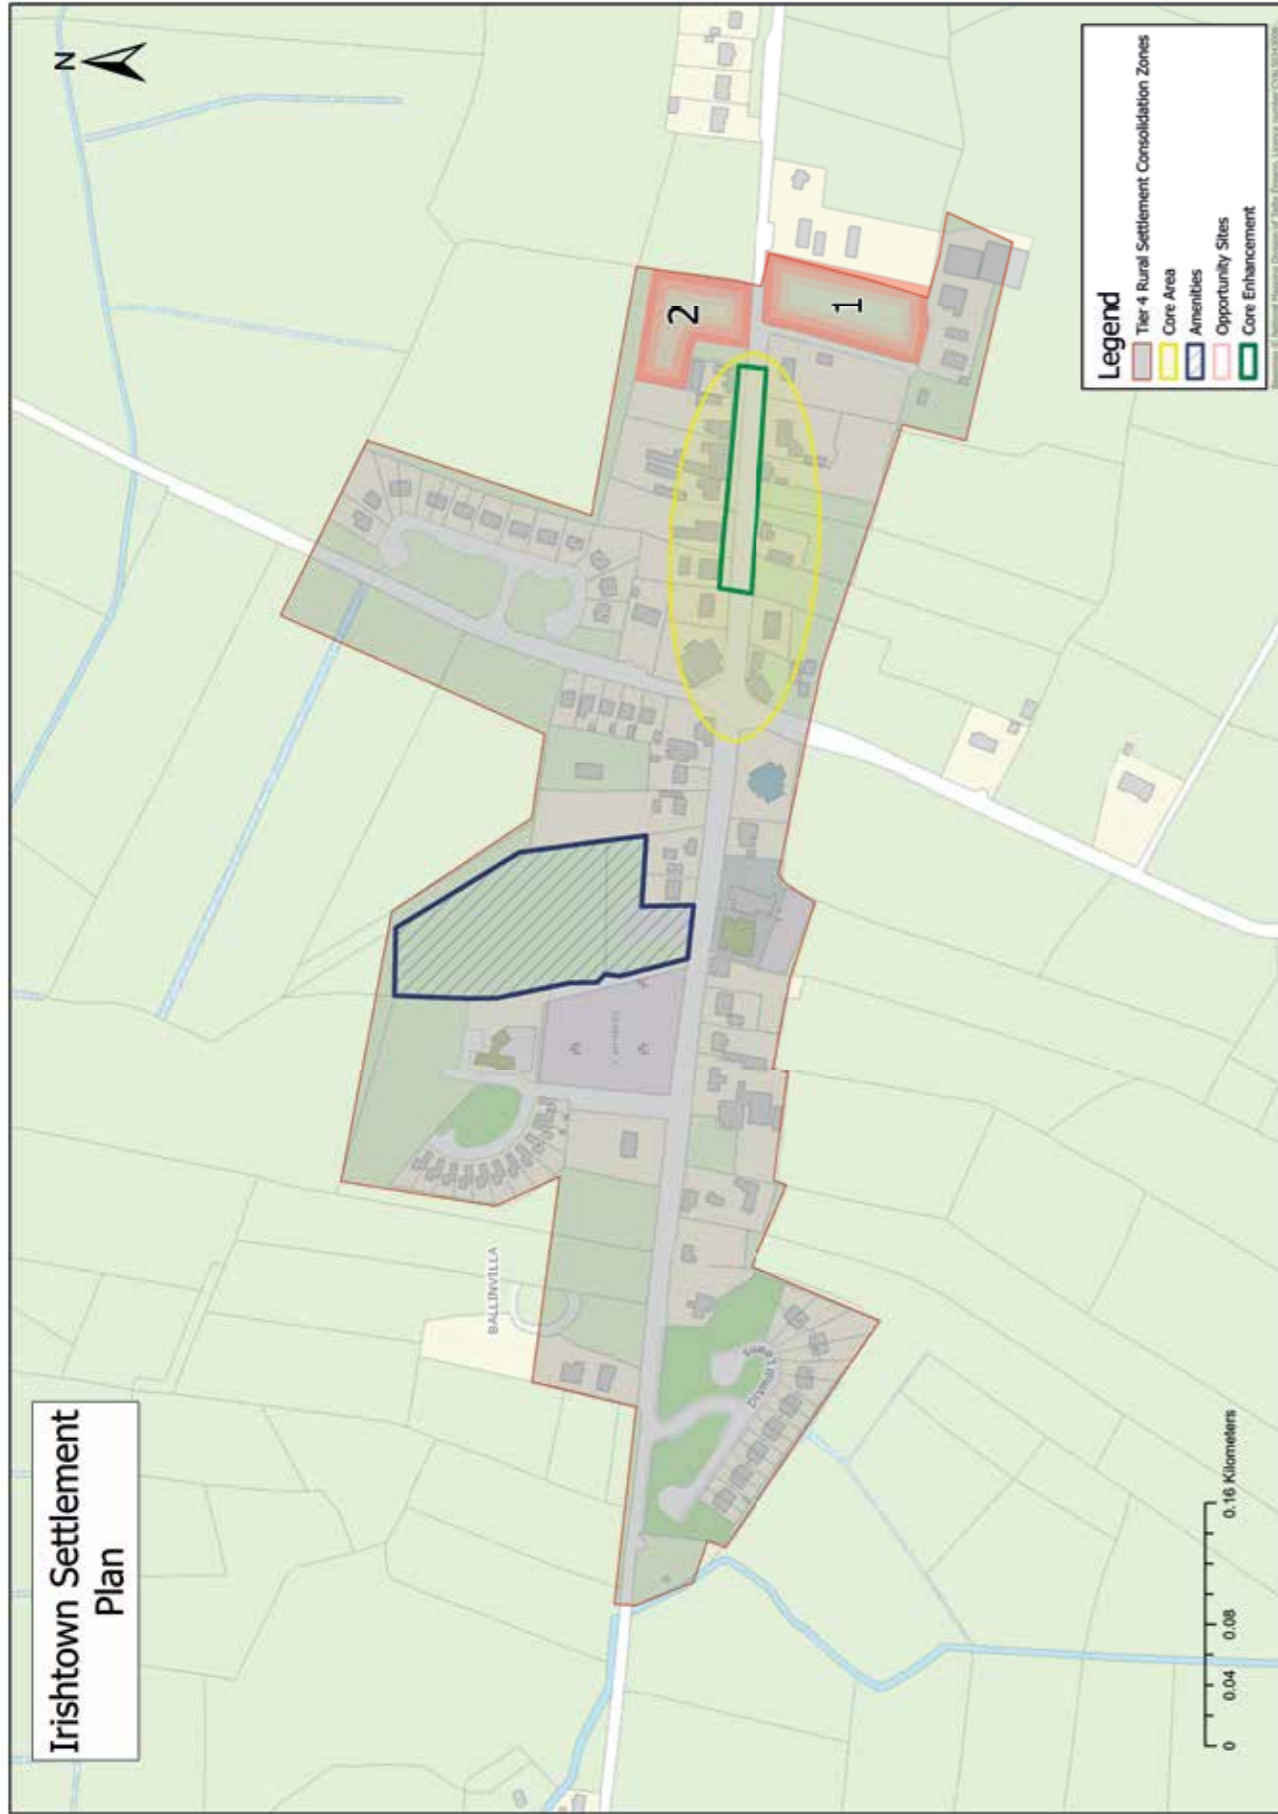 Irishtown Settlement
Plan
N
BALLINVILLA
2
1
0 0.04 0.08 0.16 Kilometers
Legend
Tier 4 Rural Settlement Consolidation Zones
Core Area
Amenities
Opportunity Sites
Core Enhancement